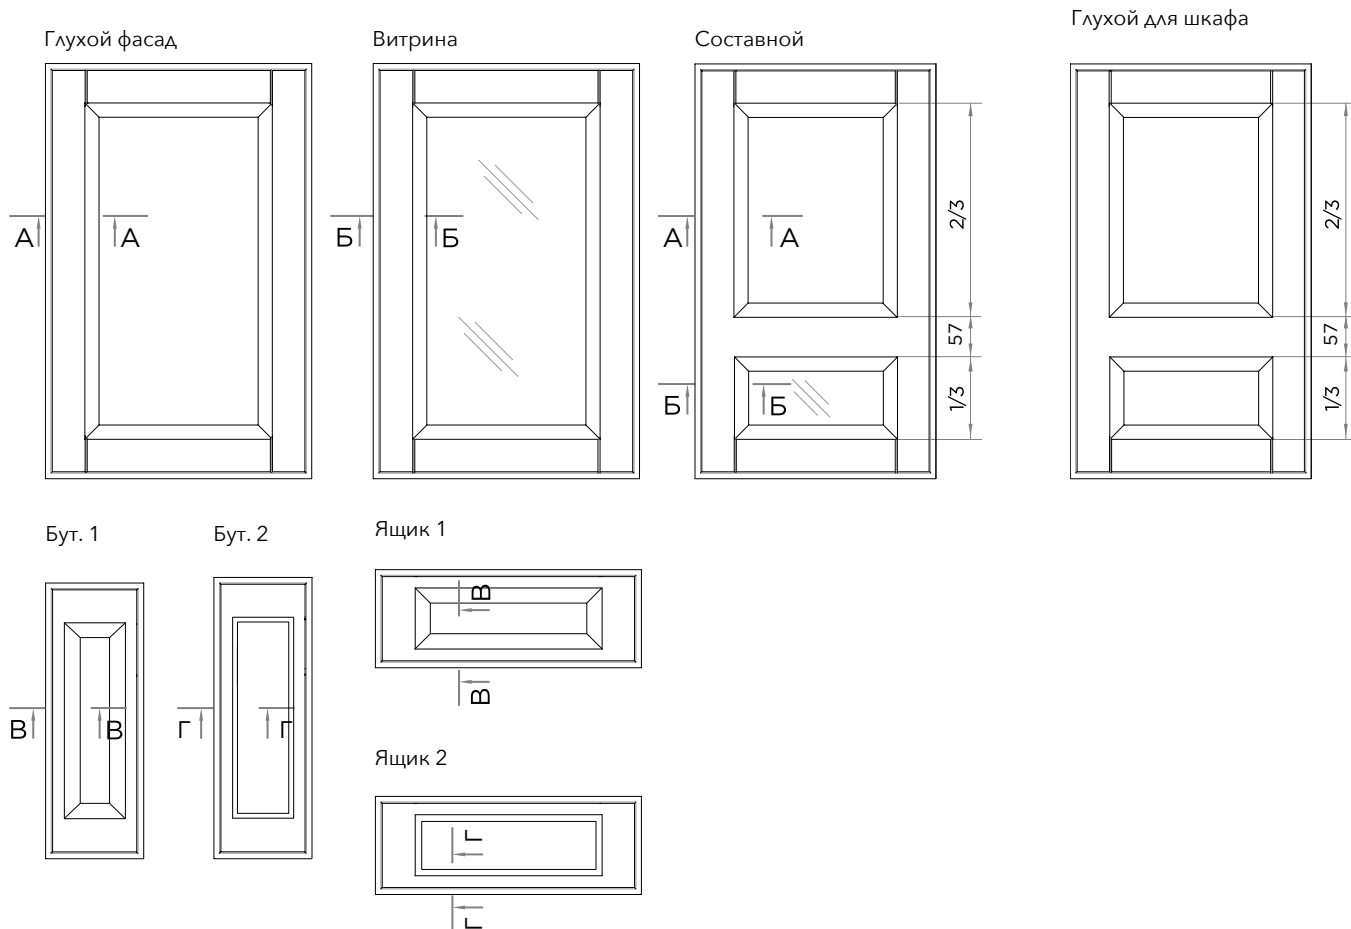 Глухой фасад
Витрина
Составной
Глухой для шкафа
А А
Б Б
А А
Б Б
2/3
57
1/3
2/3
57
1/3
Бут. 1
Бут. 2
Ящик 1
В В
Г Г
В
В
Ящик 2
Г
Г